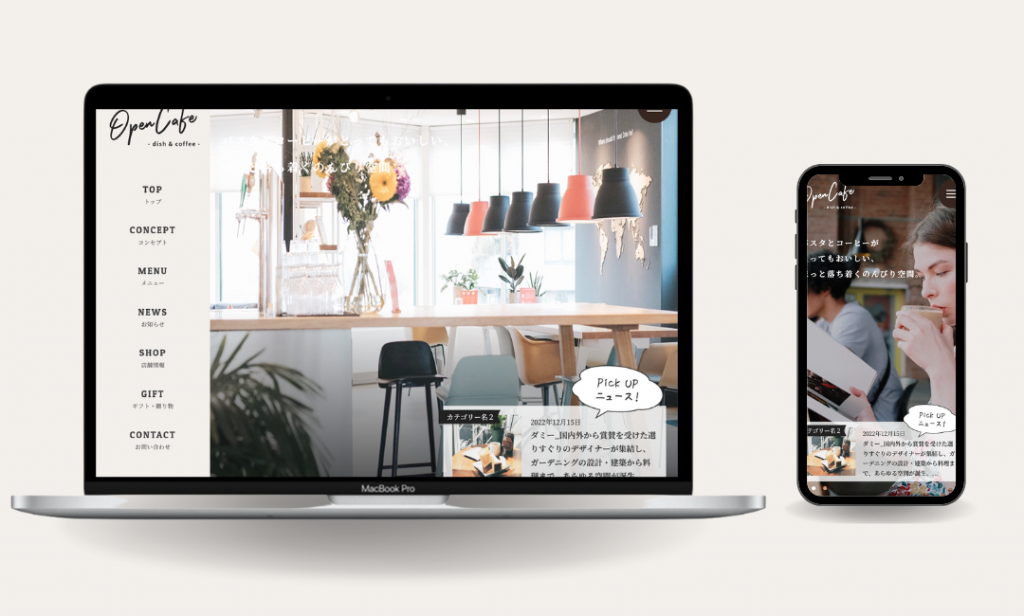 OpenCafe
- dish & coffee -
TOP
トップ
CONCEPT
コンセプト
MENU
メニュー
NEWS
お知らせ
SHOP
店舗情報
GIFT
ギフト・贈り物
CONTACT
お問い合わせ
Pick UP
ニュース!
カテゴリー名2
2022年12月15日
ダミー_国内外から賞賛を受けた選
りすぐりのデザイナーが集結し、
ガーデニングの設計・建築から料
理まで、あらゆる空間が誕生
MacBook Pro
OpenCafe
dish & coffee
スタとコーヒーが
ってもおいしい、
っと落ち着くのんびり空間。
Pick UP
ニュース!
カテゴリー名2
2022年12月15日
ダミー_国内外から賞賛を受けた選
りすぐりのデザイナーが集結し、ガ
ーデニングの設計・建築から料理ま
で、あらゆる空間が誕生。